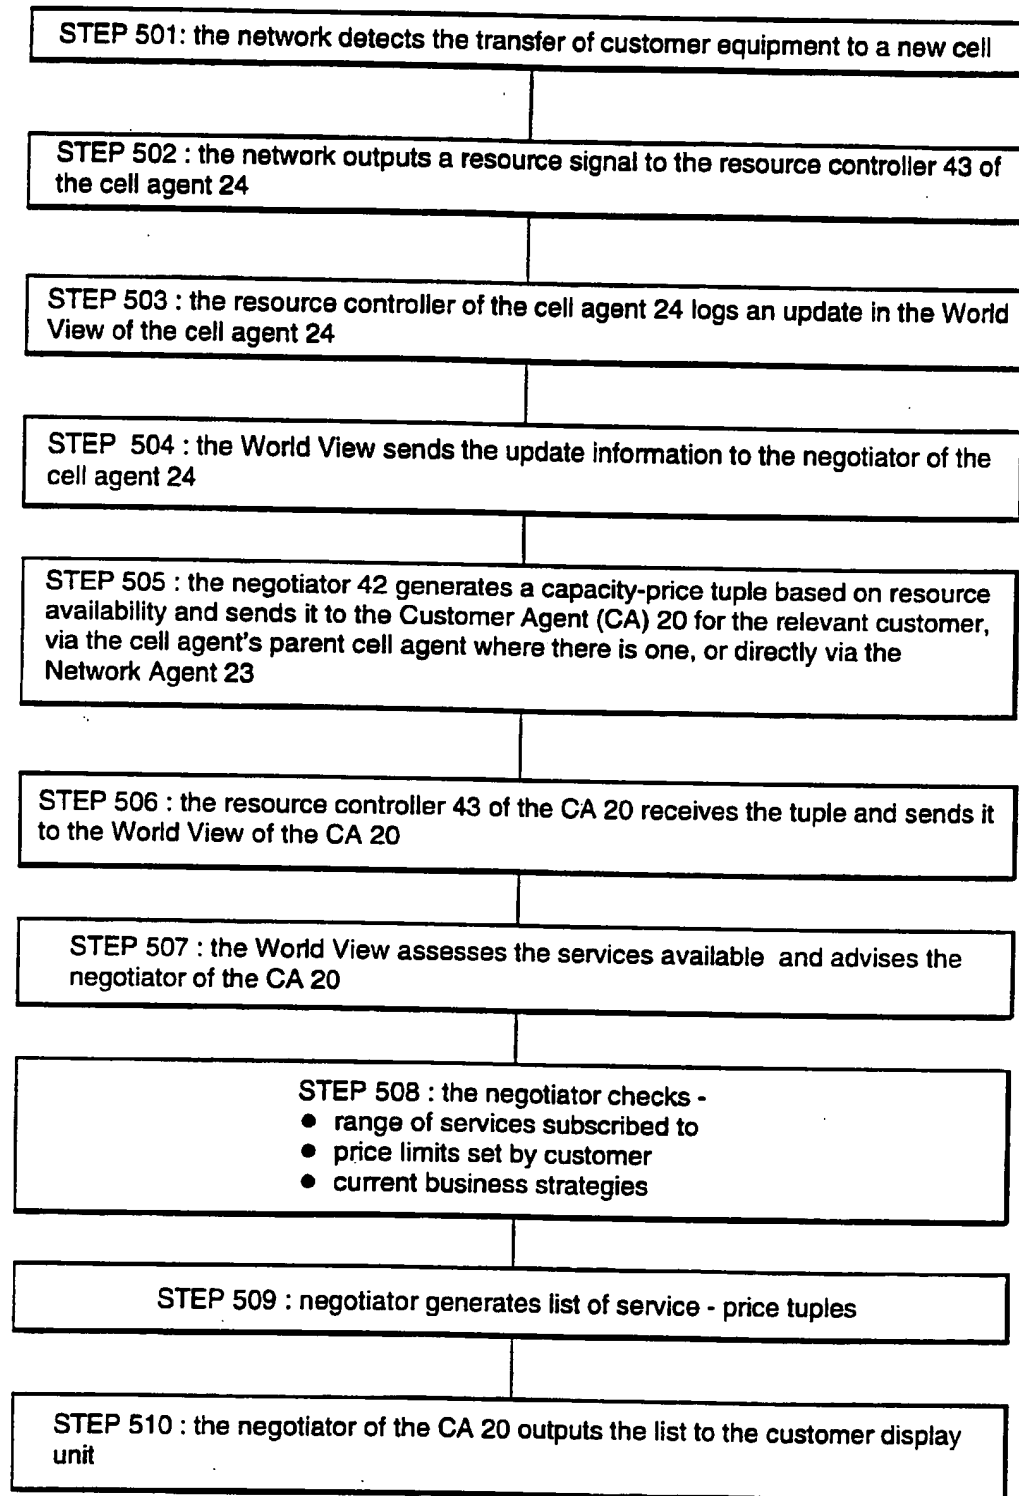 STEP 501: the network detects the transfer of customer equipment to a new cell
STEP 502 : the network outputs a resource signal to the resource controller 43 of
the cell agent 24
STEP 503 : the resource controller of the cell agent 24 logs an update in the World
View of the cell agent 24
STEP 504 : the World View sends the update information to the negotiator of the
cell agent 24
STEP 505 : the negotiator 42 generates a capacity-price tuple based on resource
availability and sends it to the Customer Agent (CA) 20 for the relevant customer,
via the cell agent's parent cell agent where there is one, or directly via the
Network Agent 23
STEP 506 : the resource controller 43 of the CA 20 receives the tuple and sends it
to the World View of the CA 20
STEP 507 : the World View assesses the services available and advises the
negotiator of the CA 20
STEP 508 : the negotiator checks -
● range of services subscribed to
● price limits set by customer
● current business strategies
STEP 509 : negotiator generates list of service - price tuples
STEP 510 : the negotiator of the CA 20 outputs the list to the customer display
unit